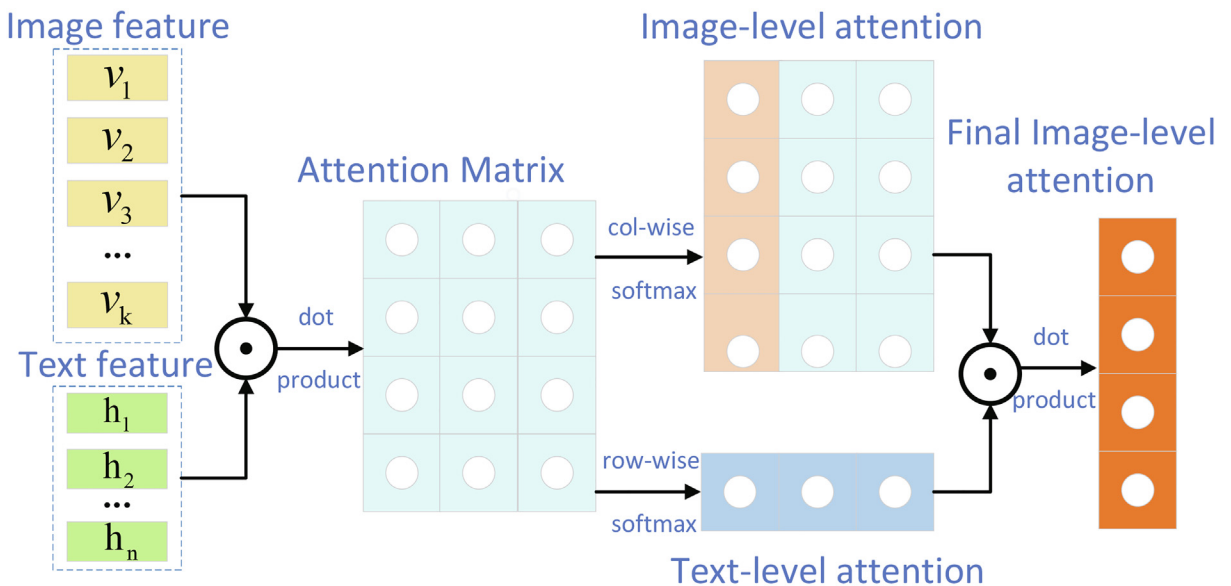 Image feature
v1
v2
v3
...
vk
Text feature
h1
h2
...
hn
dot
product
Attention Matrix
col-wise
softmax
row-wise
softmax
Image-level attention
Text-level attention
dot
product
Final Image-level
attention